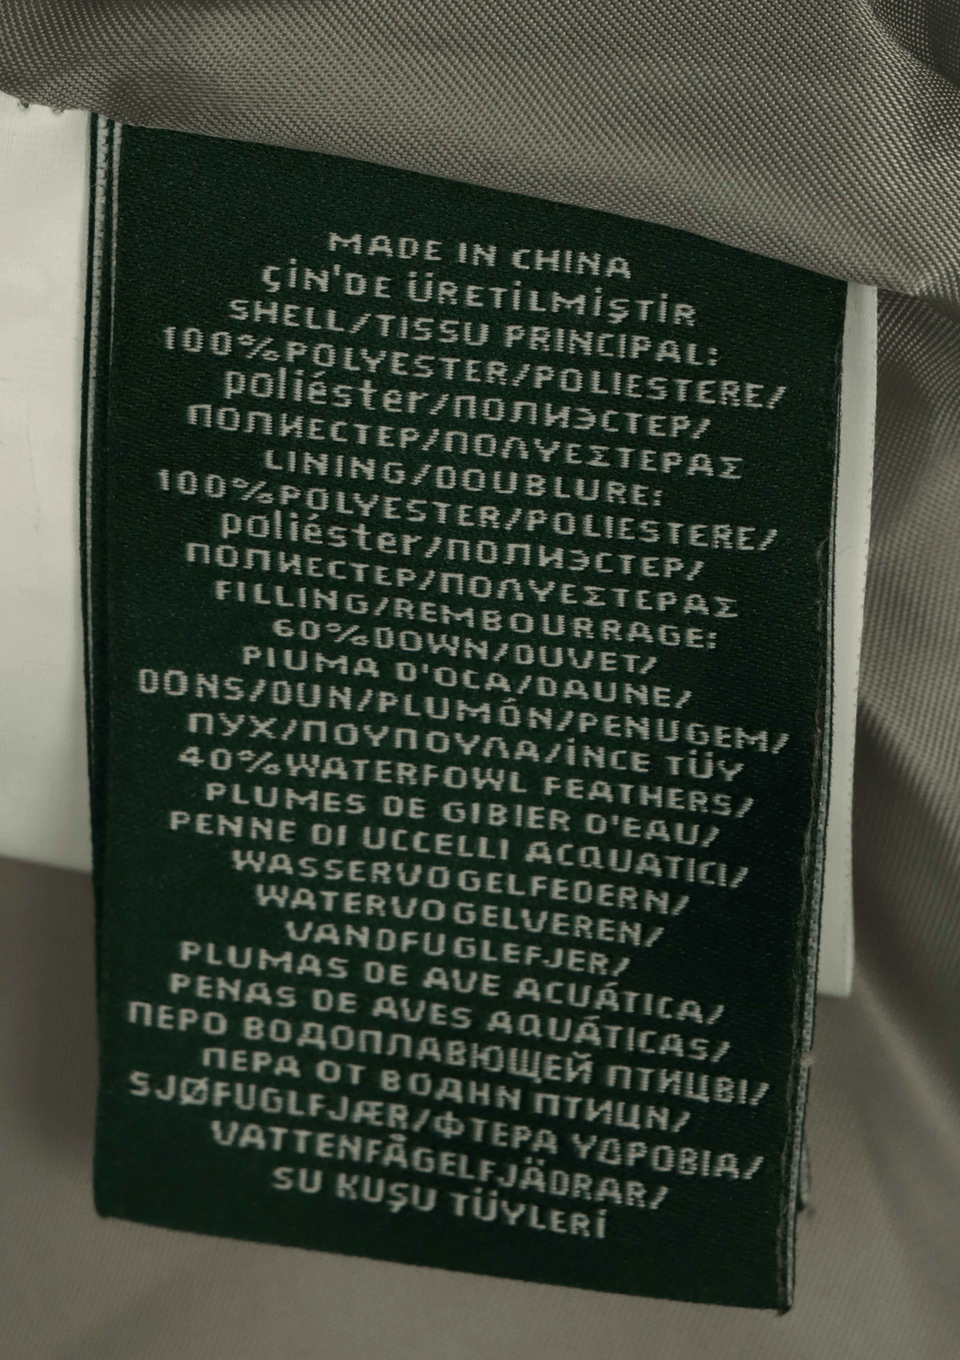 MADE IN CHINA
ÇİN'DE ÜRETİLMİŞTİR
SHELL/TISSU PRINCIPAL:
100%POLYESTER/POLIESTERE/
poliéster/ПОЛИЭСТЕР/
ПОЛИЕСТЕР/ΠΟΛΥΕΣΤΕΡΑΣ
LINING/DOUBLURE:
100%POLYESTER/POLIESTERE/
poliéster/ПОЛИЭСТЕР/
ПОЛИЕСТЕР/ΠΟΛΥΕΣΤΕΡΑΣ
FILLING/REMBOURRAGE:
60%DOWN/DUVET/
PIUMA D'OCA/DAUNE/
DONS/DUN/PLUMÓN/PENUGEM/
ПУХ/ΠΟΥΠΟΥΛΑ/İNCE TÜY
40%WATERFOWL FEATHERS/
PLUMES DE GIBIER D'EAU/
PENNE DI UCCELLI ACQUATICI/
WASSERVOGELFEDERN/
WATERVOGELVEREN/
VANDFUGLEFJER/
PLUMAS DE AVE ACUÁTICA/
PENAS DE AVES AQUÁTICAS/
ПЕРО ВОДОПЛАВЮЩЕЙ ПТИЦВІ/
ПЕРА ОТ ВОДНН ПТИЦN/
SJØFUGLFJÆR/ΦΤΕΡΑ ΥΔΡΟΒΙΑ/
VATTENFÅGELFJÄDRAR/
SU KUŞU TÜYLERİ